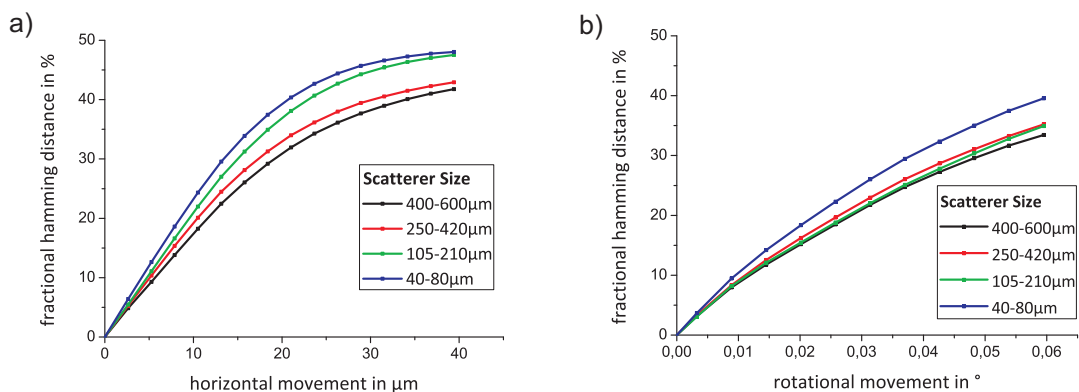 a)
fractional hamming distance in %
50
40
30
20
10
0
0 10 20 30 40
horizontal movement in µm
Scatterer Size
400-600µm
250-420µm
105-210µm
40-80µm
b)
fractional hamming distance in %
50
40
30
20
10
0
0,00 0,01 0,02 0,03 0,04 0,05 0,06
rotational movement in °
Scatterer Size
400-600µm
250-420µm
105-210µm
40-80µm